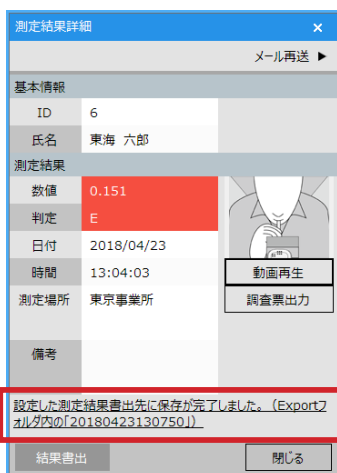 測定結果詳細 ×
メール再送 ▶
基本情報
ID 6
氏名 東海 六郎
測定結果
数値 0.151
判定 E
日付 2018/04/23
時間 13:04:03 動画再生
測定場所 東京事業所 調査票出力
備考
設定した測定結果書出先に保存が完了しました。（Exportフ
ォルダ内の「20180423130750」）
結果書出 閉じる